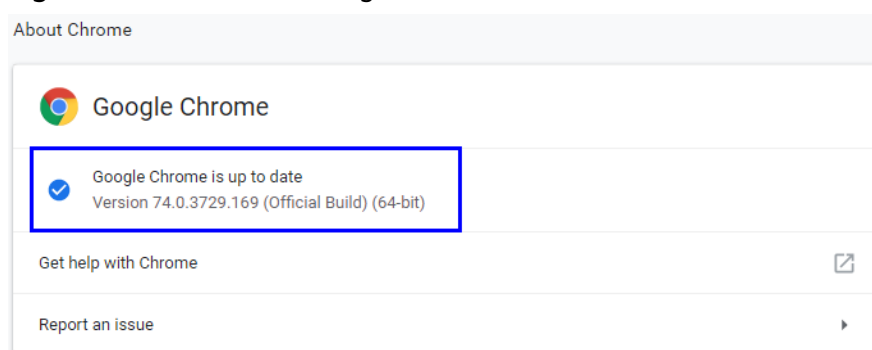 About Chrome
Google Chrome
Google Chrome is up to date
Version 74.0.3729.169 (Official Build) (64-bit)
Get help with Chrome
Report an issue